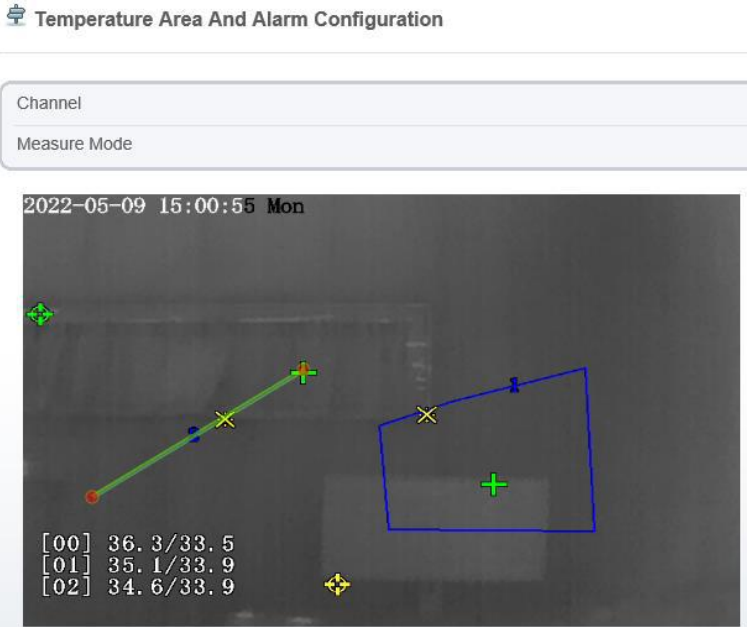 Temperature Area And Alarm Configuration
Channel
Measure Mode
2022-05-09 15:00:55 Mon
1
[00] 36.3/33.5
[01] 35.1/33.9
[02] 34.6/33.9